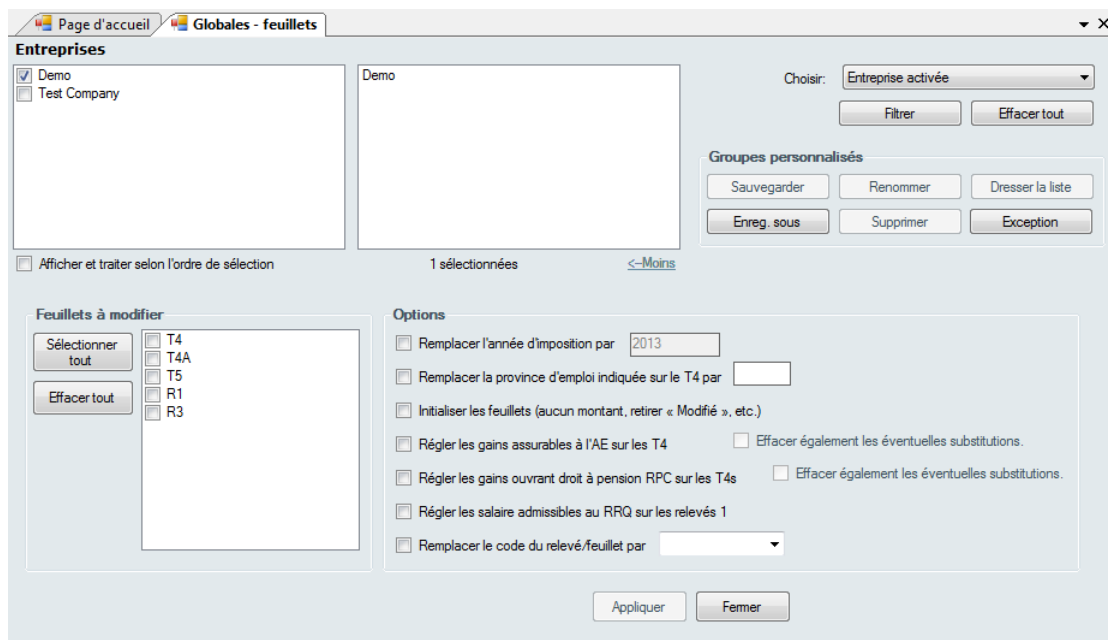 Page d'accueil Globales - feuillets
Entreprises
Demo
Test Company
Demo
Choisir: Entreprise activée
Filtrer Effacer tout
Groupes personnalisés
Sauvegarder Renommer Dresser la liste
Enreg. sous Supprimer Exception
Afficher et traiter selon l'ordre de sélection 1 sélectionnées <--Moins
Feuillets à modifier
Sélectionner
tout
Effacer tout
T4
T4A
T5
R1
R3
Options
Remplacer l'année d'imposition par 2013
Remplacer la province d'emploi indiquée sur le T4 par
Initialiser les feuillets (aucun montant, retirer « Modifié », etc.)
Régler les gains assurables à l'AE sur les T4 Effacer également les éventuelles substitutions.
Régler les gains ouvrant droit à pension RPC sur les T4s Effacer également les éventuelles substitutions.
Régler les salaire admissibles au RRQ sur les relevés 1
Remplacer le code du relevé/feuillet par
Appliquer Fermer